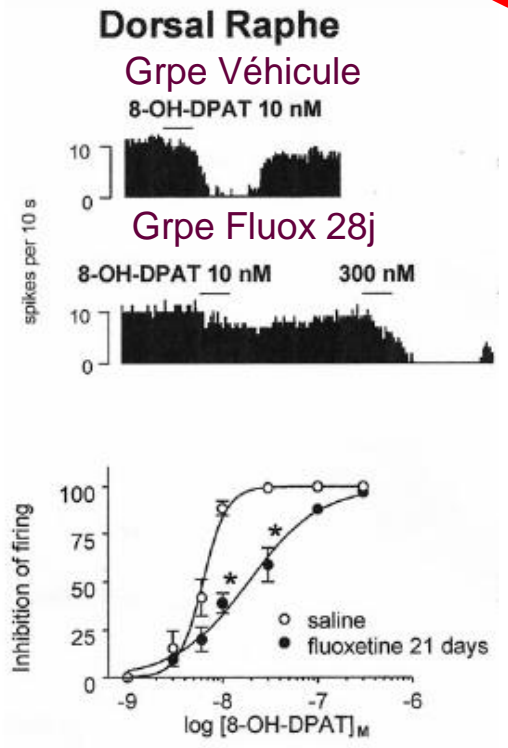 Dorsal Raphe
Grpe Véhicule
8-OH-DPAT 10 nM
10
0
spikes per 10 s
Grpe Fluox 28j
8-OH-DPAT 10 nM 300 nM
10
0
Inhibition of firing
100
75
50
25
0
*
*
saline
fluoxetine 21 days
-9 -8 -7 -6
log [8-OH-DPAT]M